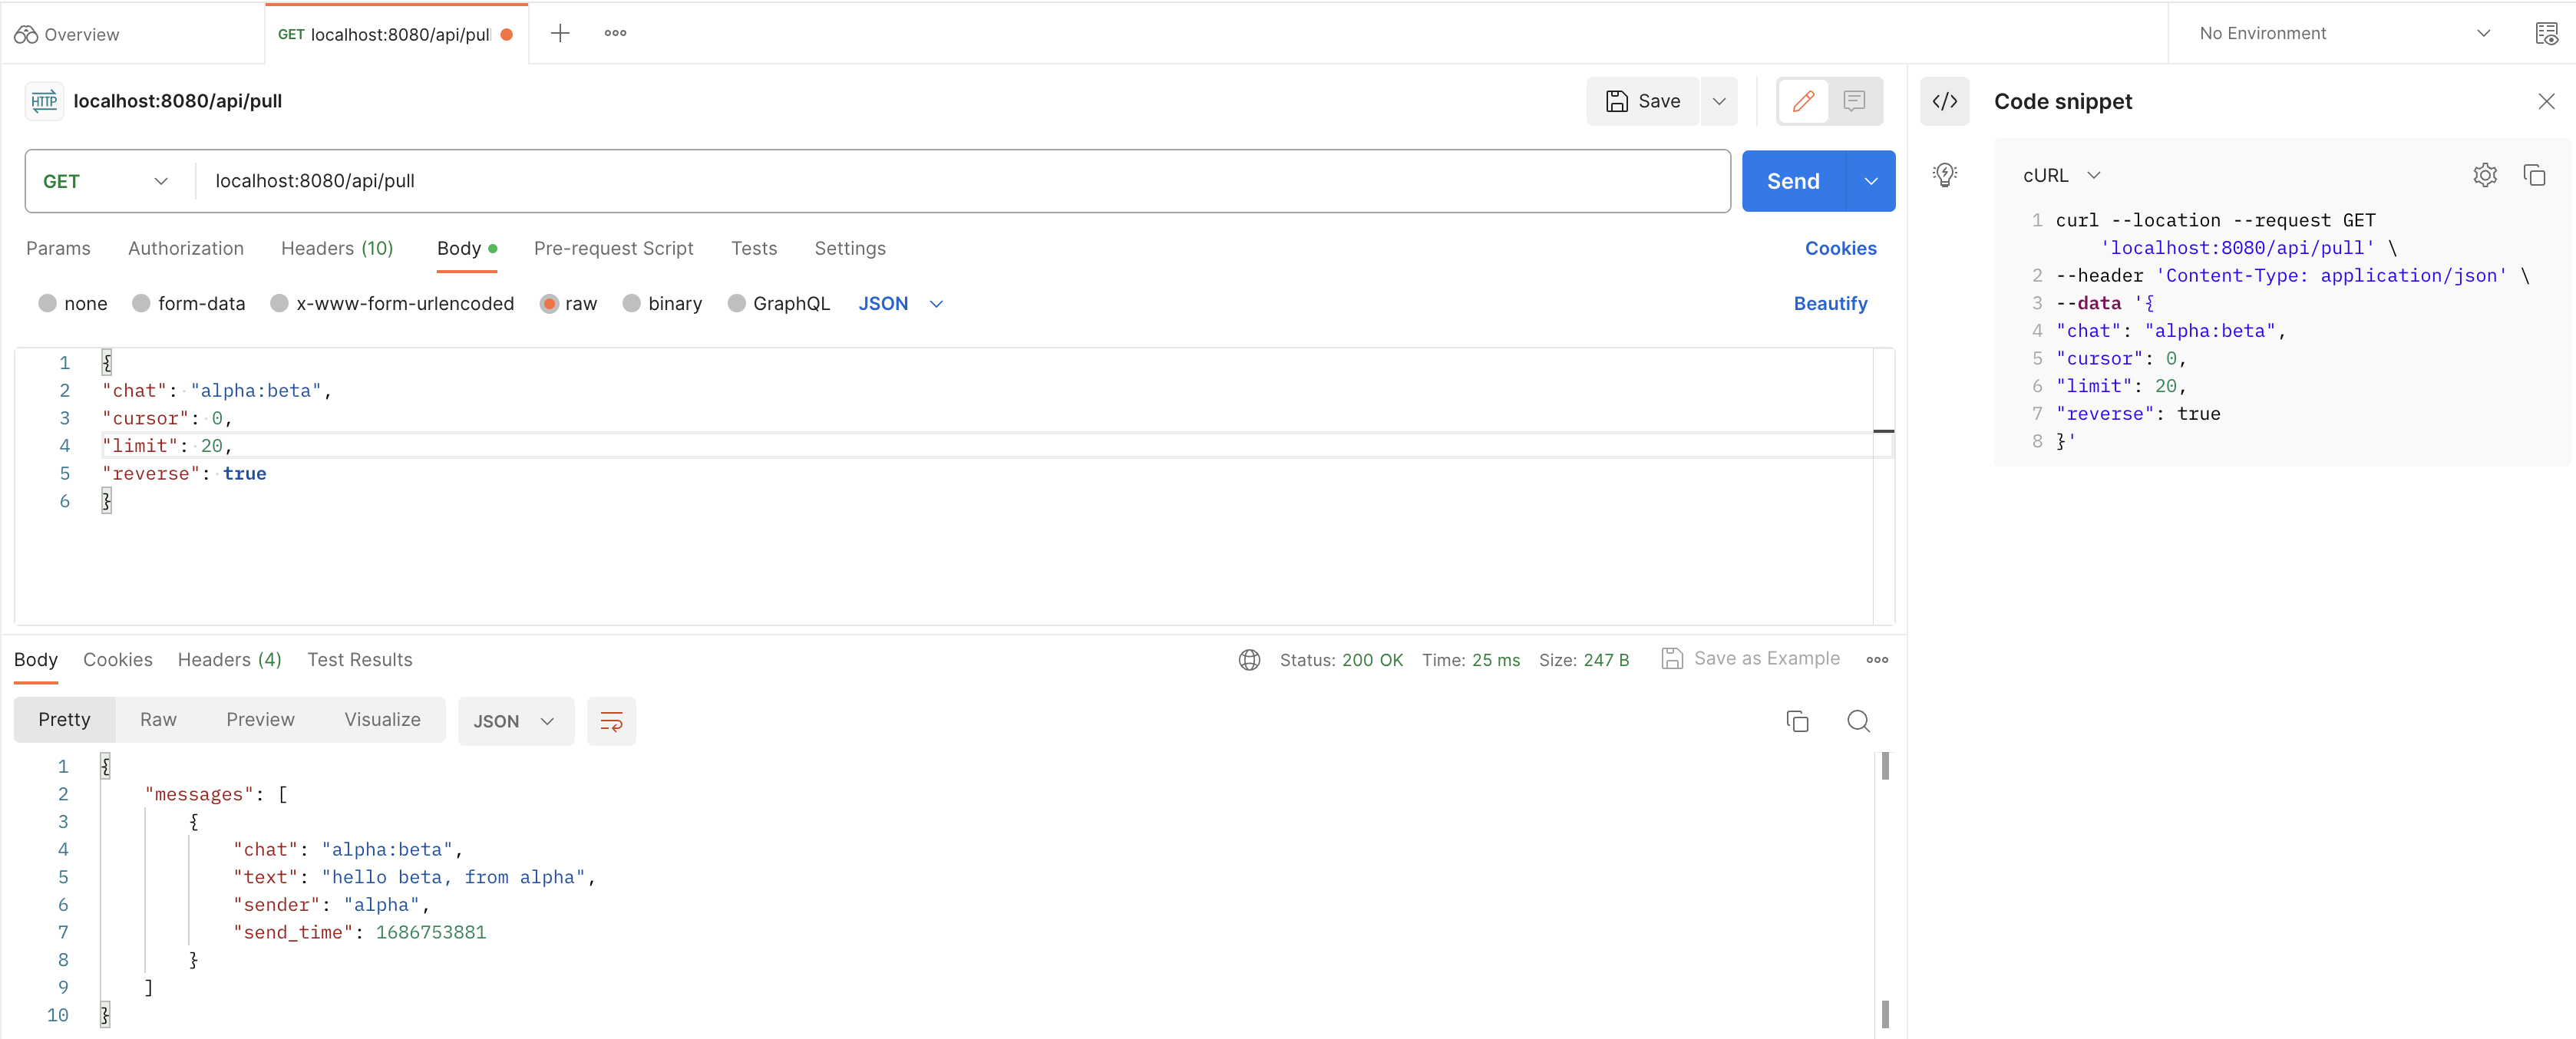 Overview
GET localhost:8080/api/pul
No Environment
HTTP localhost:8080/api/pull
Save
Code snippet
GET localhost:8080/api/pull
Send
Params Authorization Headers (10) Body Pre-request Script Tests Settings Cookies
none form-data x-www-form-urlencoded raw binary GraphQL JSON Beautify
1 {
2 "chat": "alpha:beta",
3 "cursor": 0,
4 "limit": 20,
5 "reverse": true
6 }
cURL
1 curl --location --request GET
'localhost:8080/api/pull' \
2 --header 'Content-Type: application/json' \
3 --data '{
4 "chat": "alpha:beta",
5 "cursor": 0,
6 "limit": 20,
7 "reverse": true
8 }'
Body Cookies Headers (4) Test Results Status: 200 OK Time: 25 ms Size: 247 B Save as Example
Pretty Raw Preview Visualize JSON
1 {
2 "messages": [
3 {
4 "chat": "alpha:beta",
5 "text": "hello beta, from alpha",
6 "sender": "alpha",
7 "send_time": 1686753881
8 }
9 ]
10 }